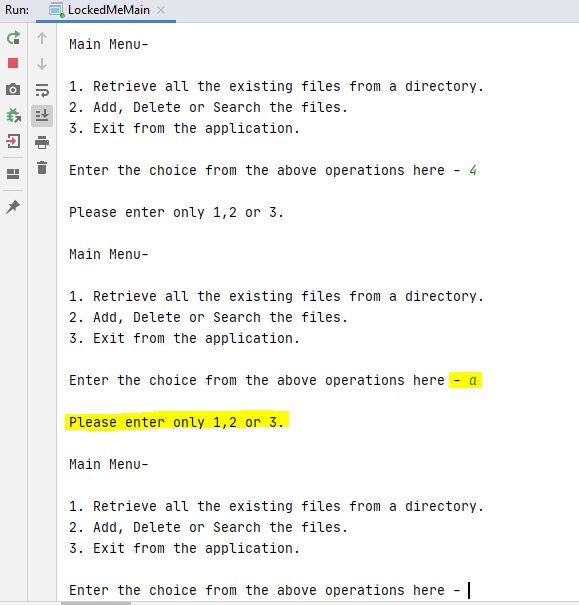 Run: LockedMeMain
Main Menu-
1. Retrieve all the existing files from a directory.
2. Add, Delete or Search the files.
3. Exit from the application.
Enter the choice from the above operations here - 4
Please enter only 1,2 or 3.
Main Menu-
1. Retrieve all the existing files from a directory.
2. Add, Delete or Search the files.
3. Exit from the application.
Enter the choice from the above operations here - a
Please enter only 1,2 or 3.
Main Menu-
1. Retrieve all the existing files from a directory.
2. Add, Delete or Search the files.
3. Exit from the application.
Enter the choice from the above operations here -